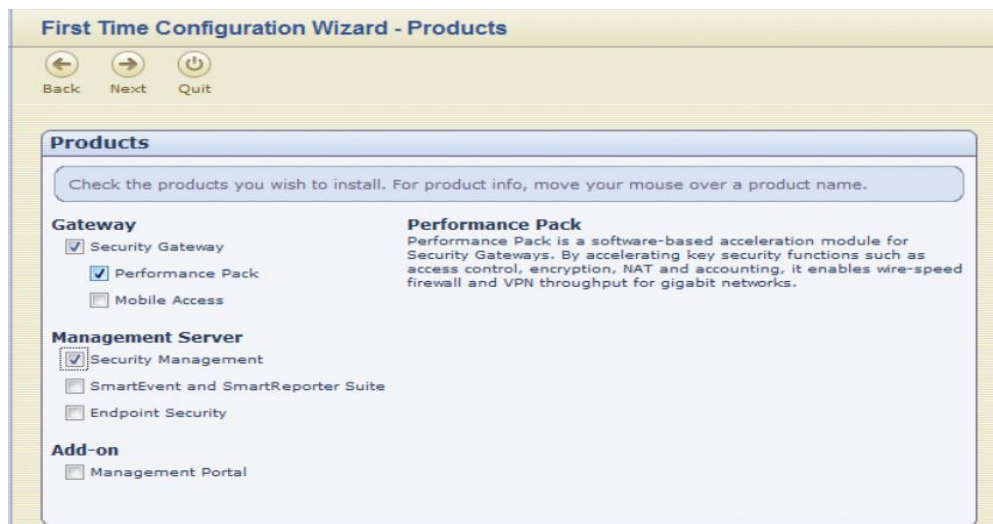 First Time Configuration Wizard - Products
Back Next Quit
Products
Check the products you wish to install. For product info, move your mouse over a product name.
Gateway
Security Gateway
Performance Pack
Mobile Access
Management Server
Security Management
SmartEvent and SmartReporter Suite
Endpoint Security
Add-on
Management Portal
Performance Pack
Performance Pack is a software-based acceleration module for
Security Gateways. By accelerating key security functions such as
access control, encryption, NAT and accounting, it enables wire-speed
firewall and VPN throughput for gigabit networks.